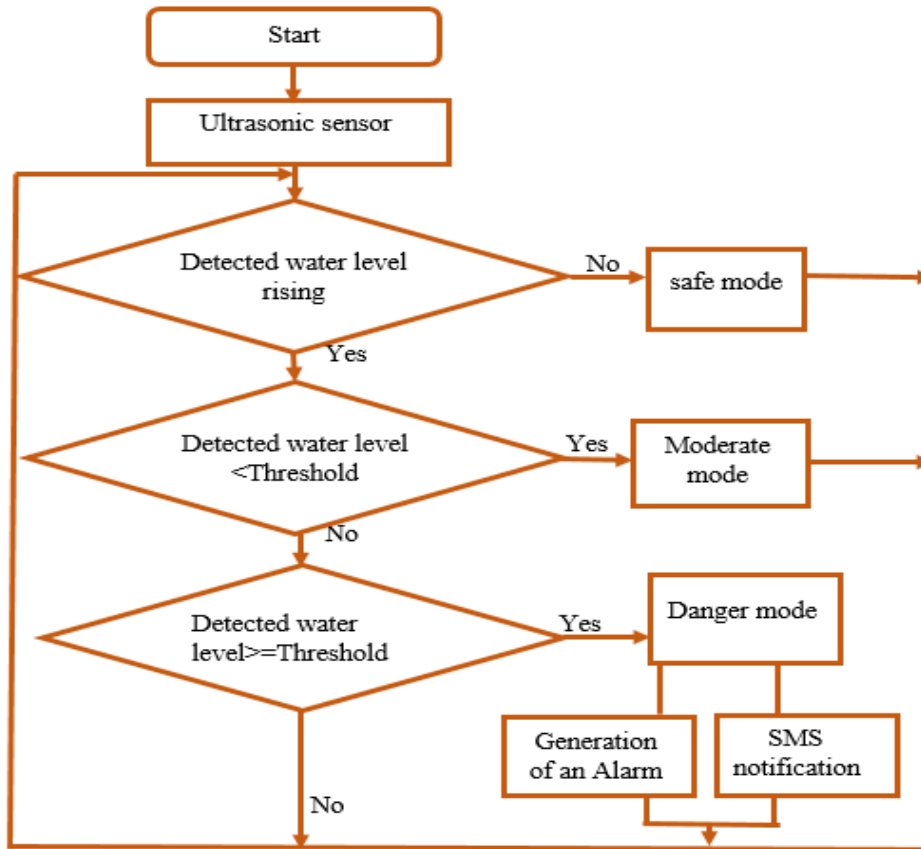 Start
Ultrasonic sensor
Detected water level
rising
No
safe mode
Yes
Detected water level
<Threshold
Yes
Moderate
mode
No
Detected water
level>=Threshold
Yes
Danger mode
Generation
of an Alarm
SMS
notification
No